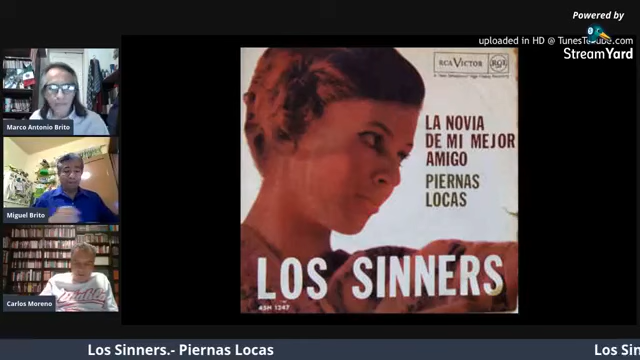 Powered by
StreamYard
uploaded in HD @ TunesToTube.com
Marco Antonio Brito
Miguel Brito
Carlos Moreno
RCA VICTOR
LA NOVIA
DE MI MEJOR
AMIGO
PIERNAS
LOCAS
LOS SINNERS
Los Sinners.- Piernas Locas
Los Sin